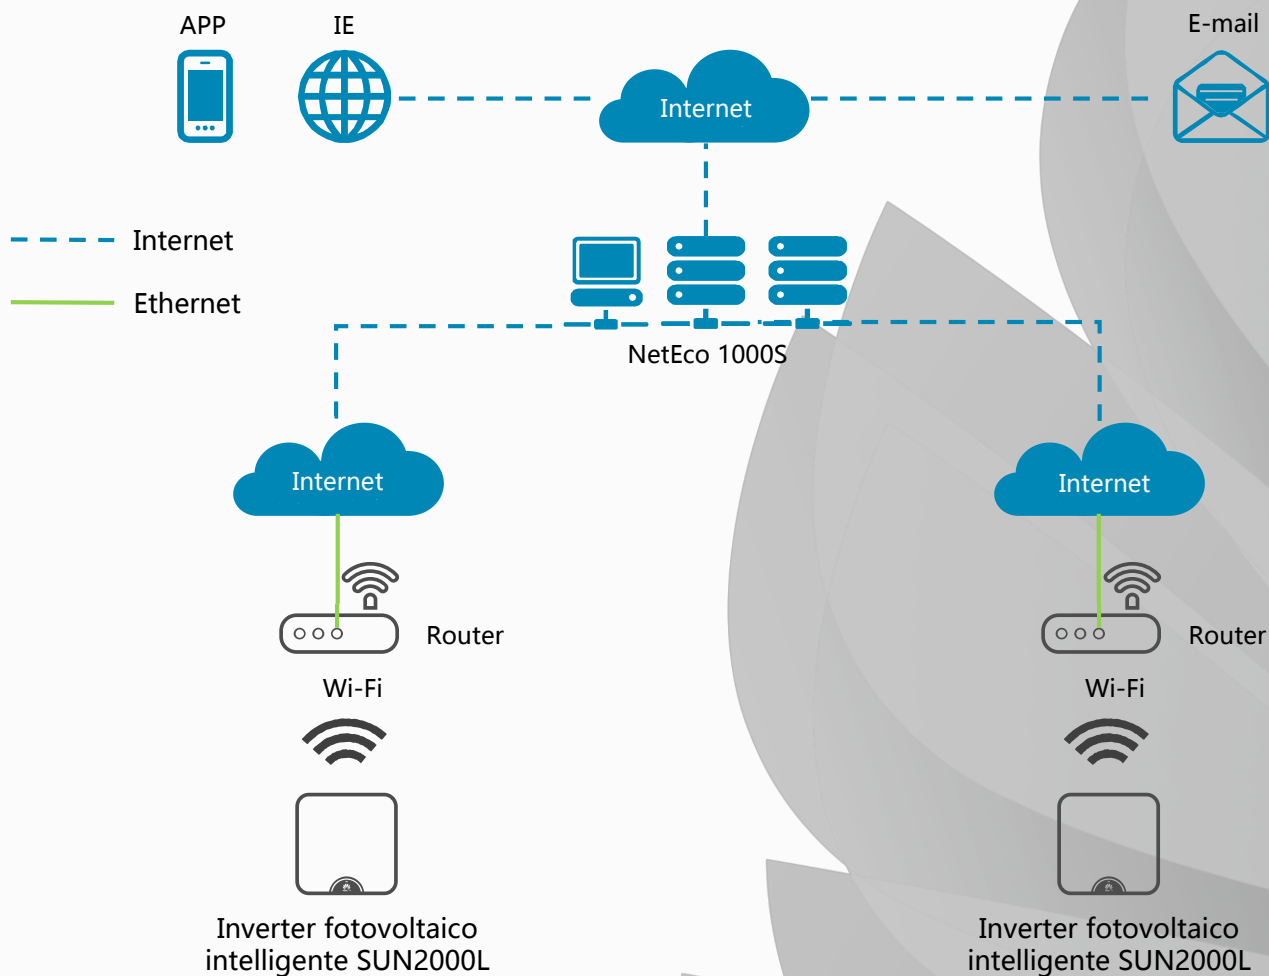 APP
IE
E-mail
Internet
Internet
Ethernet
NetEco 1000S
Internet
Internet
Router
Router
Wi-Fi
Wi-Fi
Inverter fotovoltaico
intelligente SUN2000L
Inverter fotovoltaico
intelligente SUN2000L